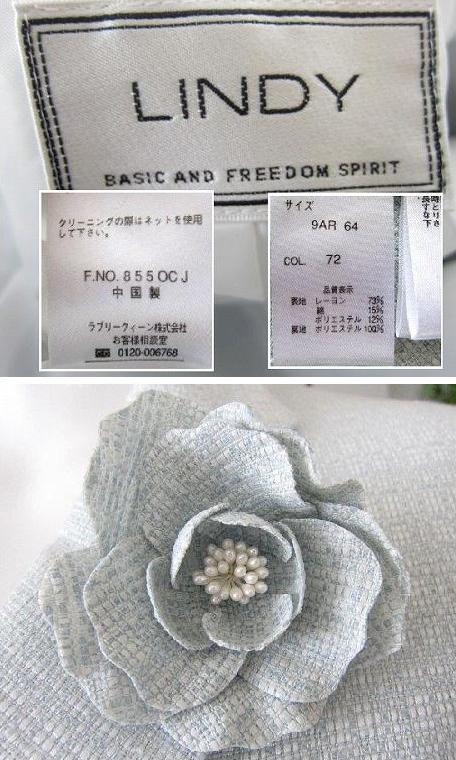 LINDY
BASIC AND FREEDOM SPIRIT
クリーニングの際はネットを使用
して下さい。
F.NO. 855OCJ
中国製
ラブリークィーン株式会社
お客様相談室
0120-006768
サイズ
9AR 64
COL. 72
品質表示
表地 レーヨン 73%
綿 15%
ポリエステル 12%
裏地 ポリエステル 100%